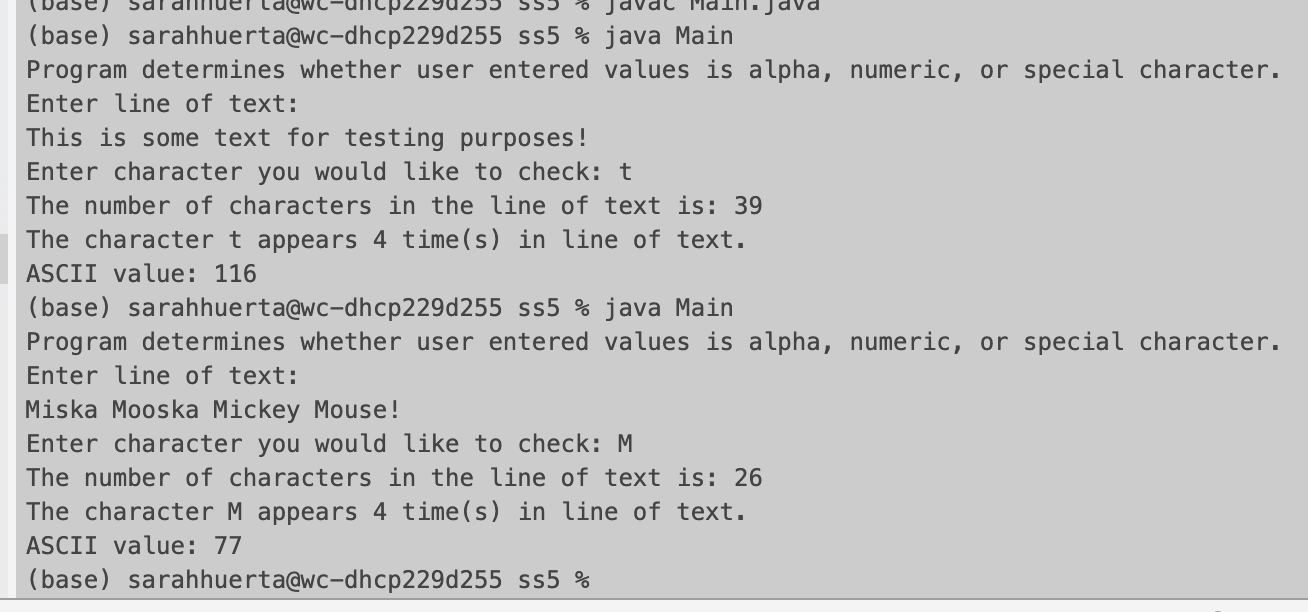 (base) sarahhuerta@wc-dhcp229d255 ss5 % javac Main.java
(base) sarahhuerta@wc-dhcp229d255 ss5 % java Main
Program determines whether user entered values is alpha, numeric, or special character.
Enter line of text:
This is some text for testing purposes!
Enter character you would like to check: t
The number of characters in the line of text is: 39
The character t appears 4 time(s) in line of text.
ASCII value: 116
(base) sarahhuerta@wc-dhcp229d255 ss5 % java Main
Program determines whether user entered values is alpha, numeric, or special character.
Enter line of text:
Miska Mooska Mickey Mouse!
Enter character you would like to check: M
The number of characters in the line of text is: 26
The character M appears 4 time(s) in line of text.
ASCII value: 77
(base) sarahhuerta@wc-dhcp229d255 ss5 %